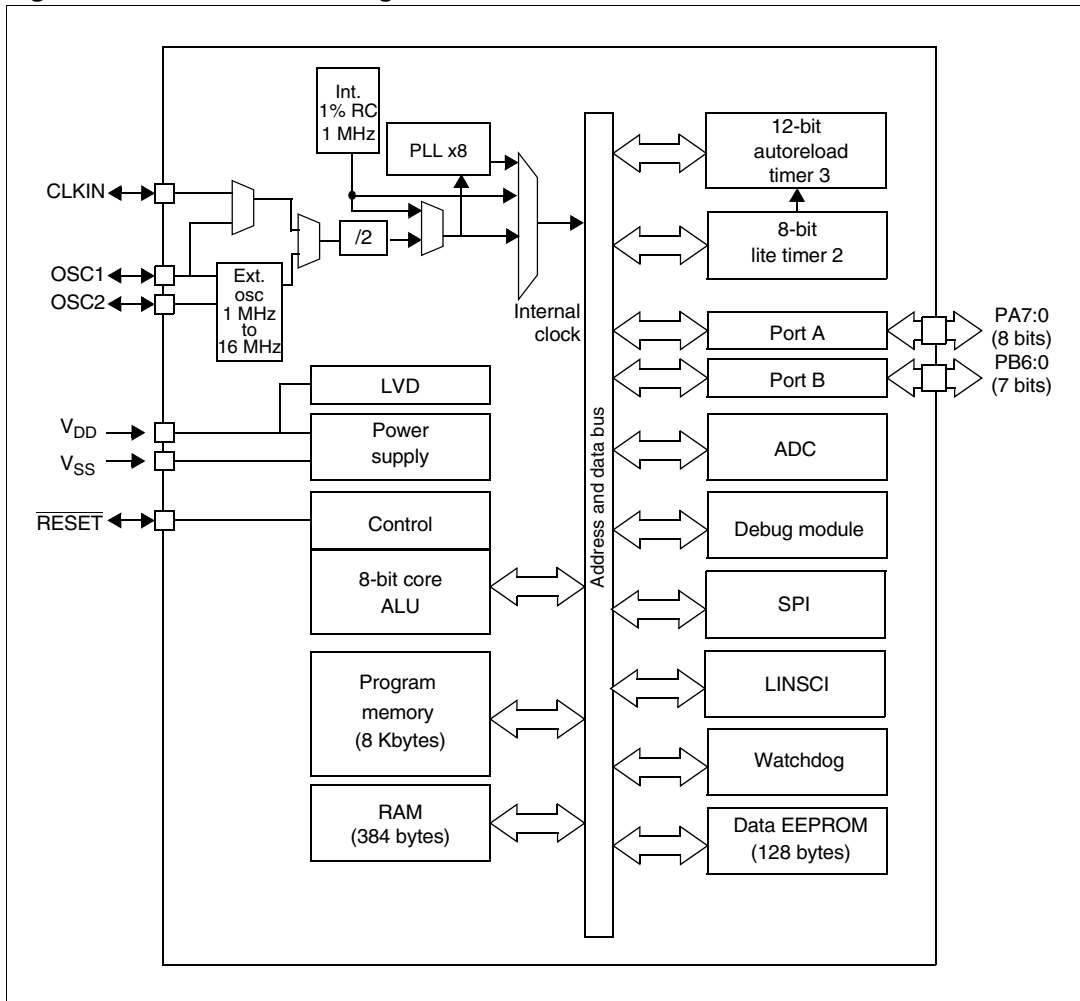 Int.
1% RC
1 MHz
PLL x8
12-bit
autoreload
timer 3
CLKIN
/2
8-bit
lite timer 2
OSC1
OSC2
Ext.
osc
1 MHz
to
16 MHz
Internal
clock
Port A
PA7:0
(8 bits)
Port B
PB6:0
(7 bits)
LVD
VDD
VSS
Power
supply
ADC
RESET
Control
Debug module
Address and data bus
8-bit core
ALU
SPI
LINSCI
Program
memory
(8 Kbytes)
Watchdog
RAM
(384 bytes)
Data EEPROM
(128 bytes)